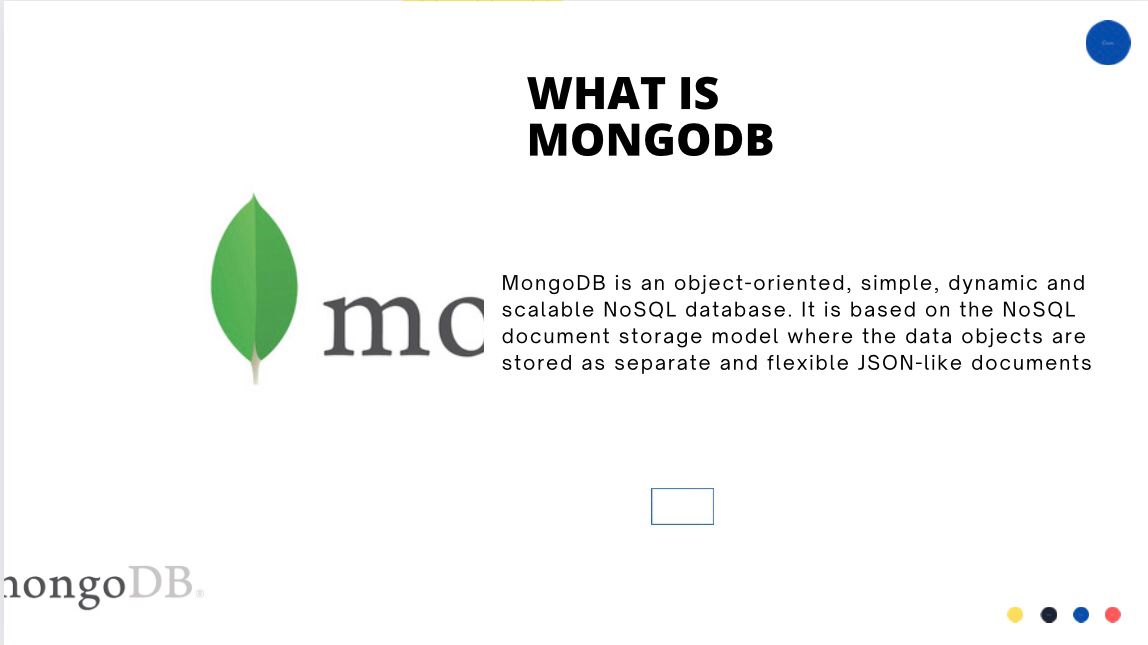 WHAT IS
MONGODB
mo
MongoDB is an object-oriented, simple, dynamic and
scalable NoSQL database. It is based on the NoSQL
document storage model where the data objects are
stored as separate and flexible JSON-like documents
mongoDB®